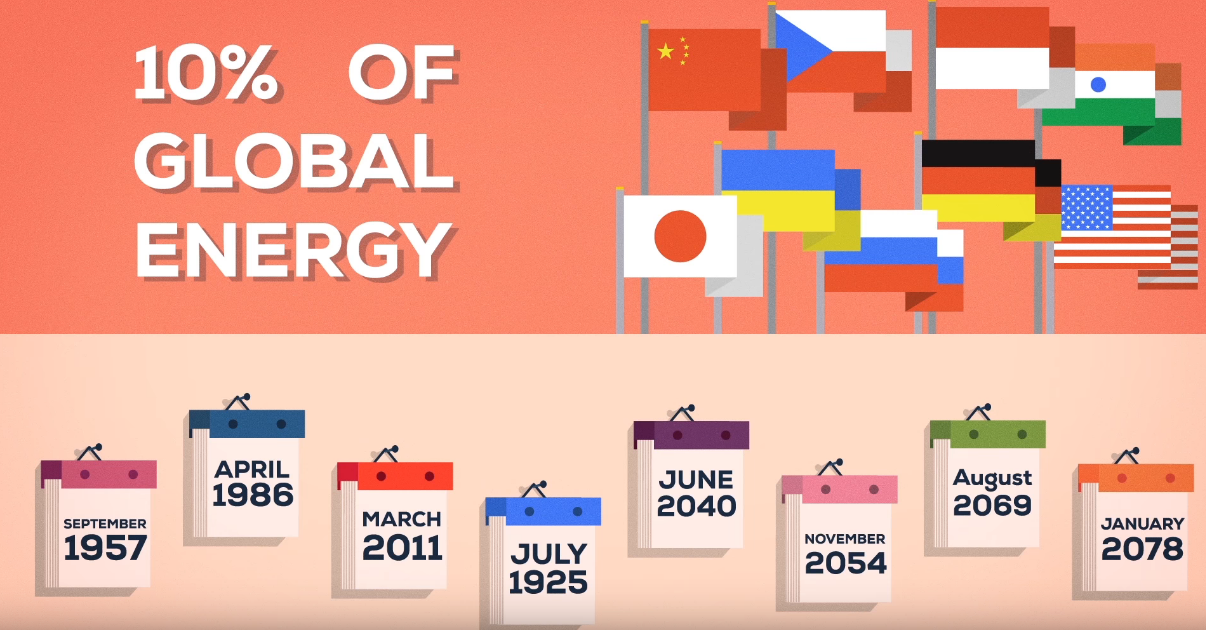 10% OF
GLOBAL
ENERGY
SEPTEMBER
1957
APRIL
1986
MARCH
2011
JULY
1925
JUNE
2040
NOVEMBER
2054
August
2069
JANUARY
2078